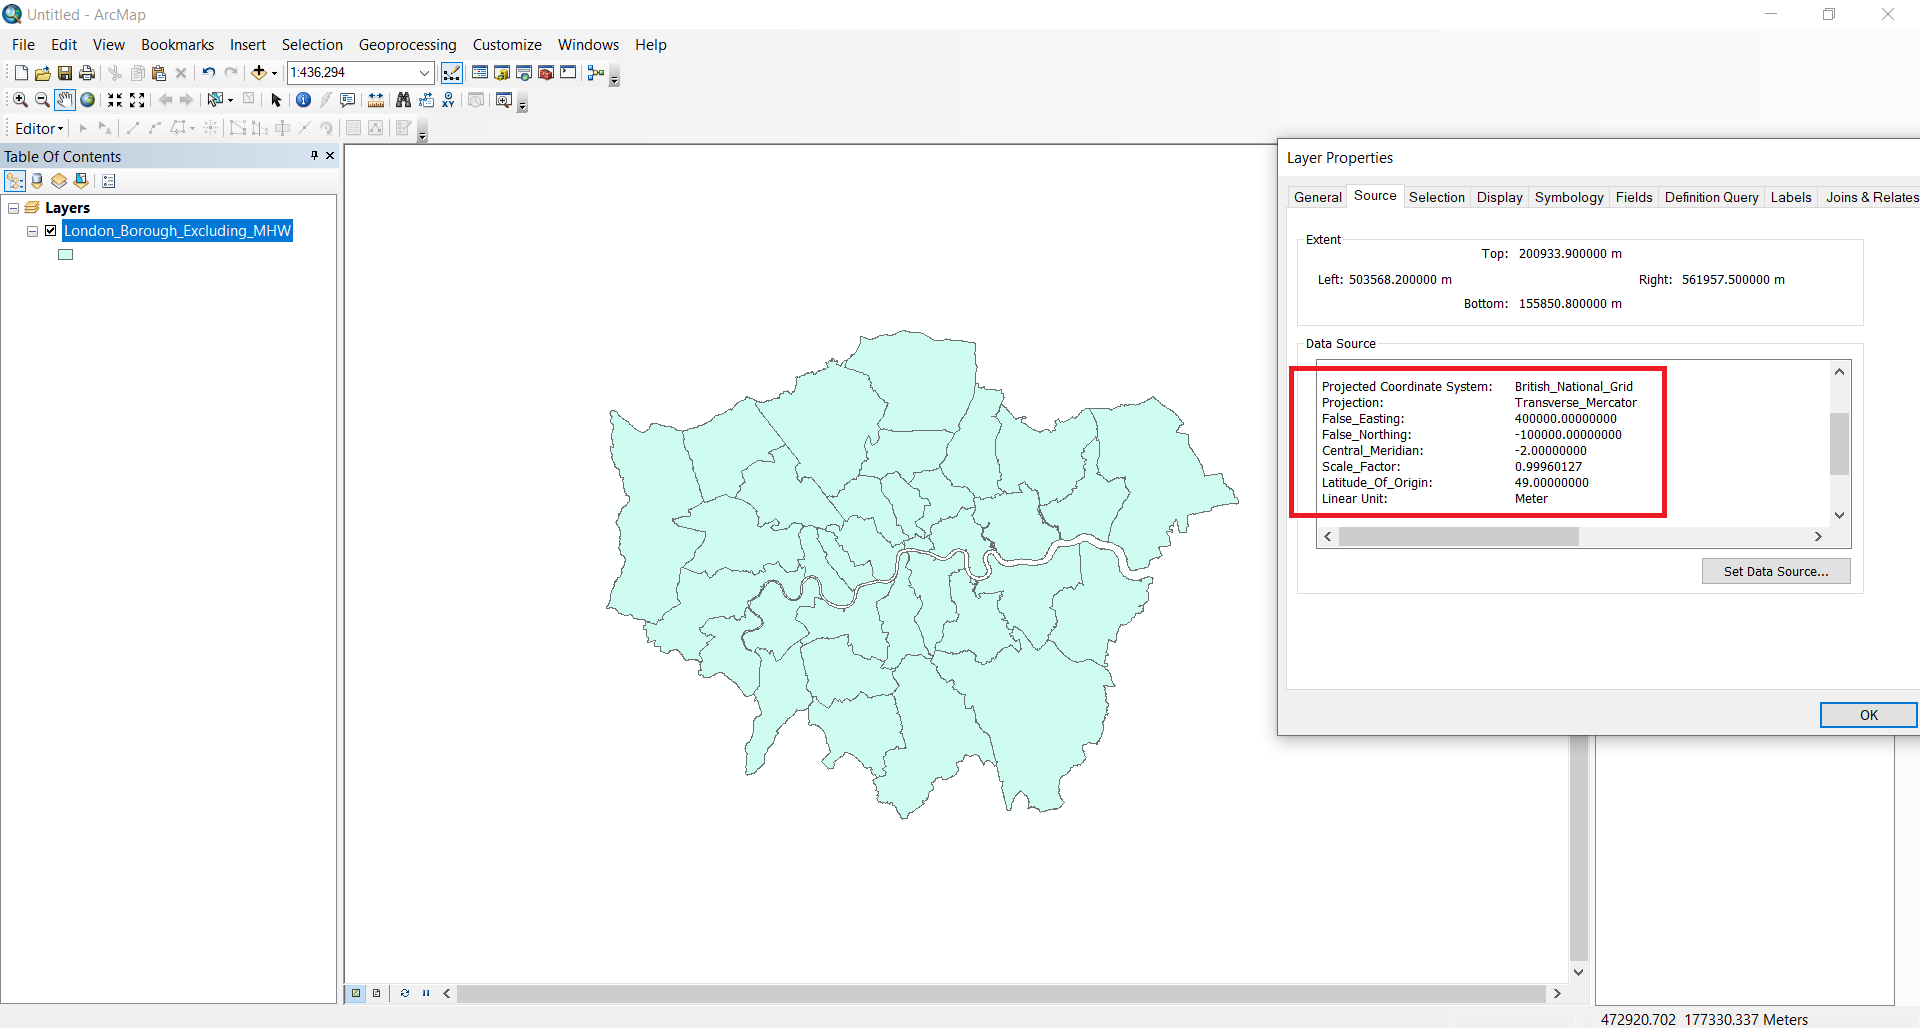 Untitled - ArcMap
File Edit View Bookmarks Insert Selection Geoprocessing Customize Windows Help
1:436,294
XY
Editor
Table Of Contents
Layers
London_Borough_Excluding_MHW
Layer Properties
General Source Selection Display Symbology Fields Definition Query Labels Joins & Relates
Extent
Top: 200933.900000 m
Left: 503568.200000 m Right: 561957.500000 m
Bottom: 155850.800000 m
Data Source
Projected Coordinate System: British_National_Grid
Projection: Transverse_Mercator
False_Easting: 400000.00000000
False_Northing: -100000.00000000
Central_Meridian: -2.00000000
Scale_Factor: 0.99960127
Latitude_Of_Origin: 49.00000000
Linear Unit: Meter
Set Data Source...
OK
472920.702 177330.337 Meters